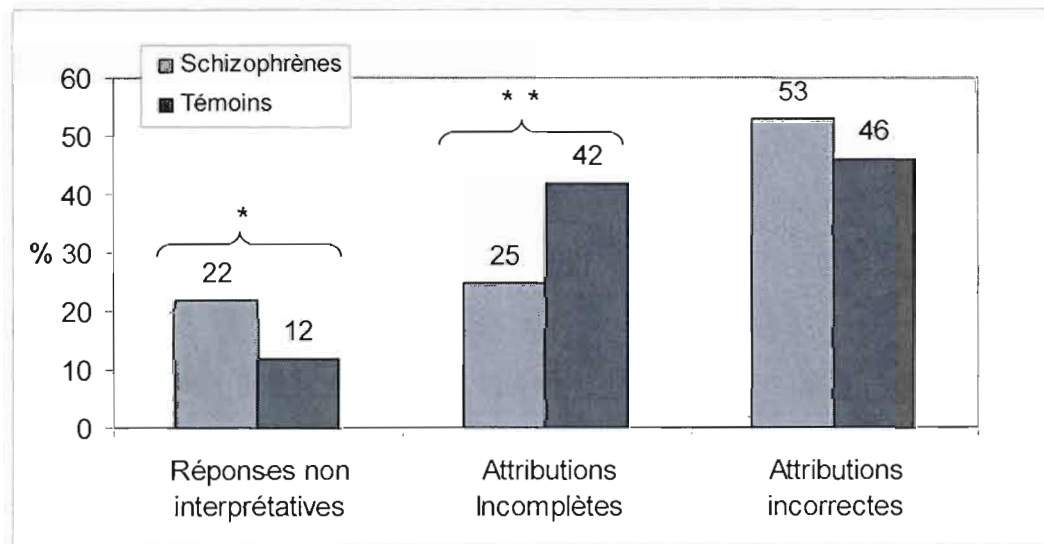 Schizophrènes
Témoins
60
50
40
% 30
20
10
0
*
22
12
* *
25
42
53
46
Réponses non
interprétatives
Attributions
Incomplètes
Attributions
incorrectes